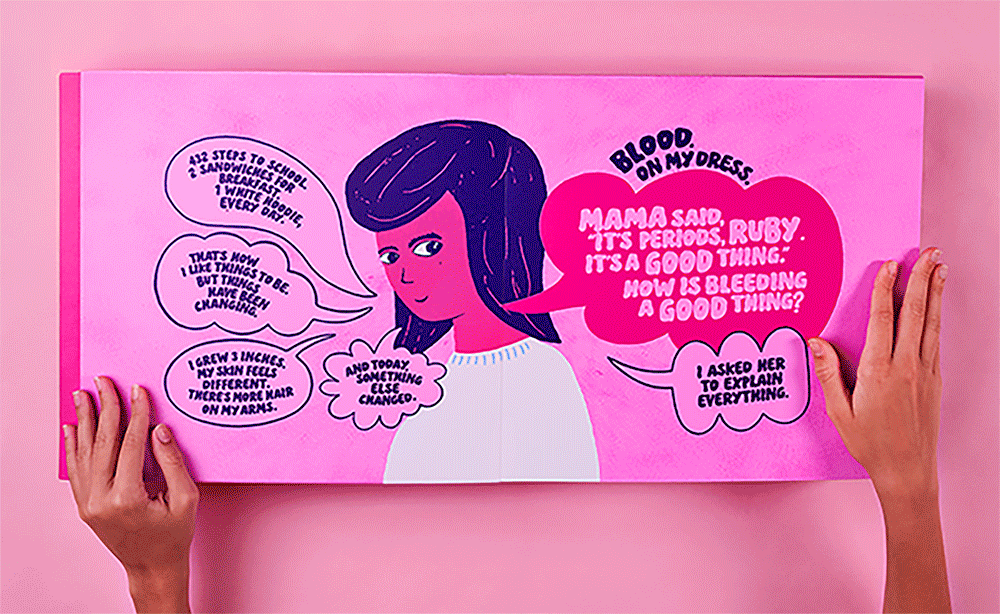 412 STEPS TO SCHOOL.
2 SANDWICHES FOR
BREAKFAST.
1 WHITE HOODIE,
EVERY DAY.
THAT'S HOW
I LIKE THINGS TO BE.
BUT THINGS
HAVE BEEN
CHANGING.
I GREW 3 INCHES.
MY SKIN FEELS
DIFFERENT.
THERE'S MORE HAIR
ON MY ARMS.
AND TODAY,
SOMETHING
ELSE
CHANGED.
BLOOD.
ON MY DRESS.
MAMA SAID,
"IT'S PERIODS, RUBY.
IT'S A GOOD THING."
HOW IS BLEEDING
A GOOD THING?
I ASKED HER
TO EXPLAIN
EVERYTHING.